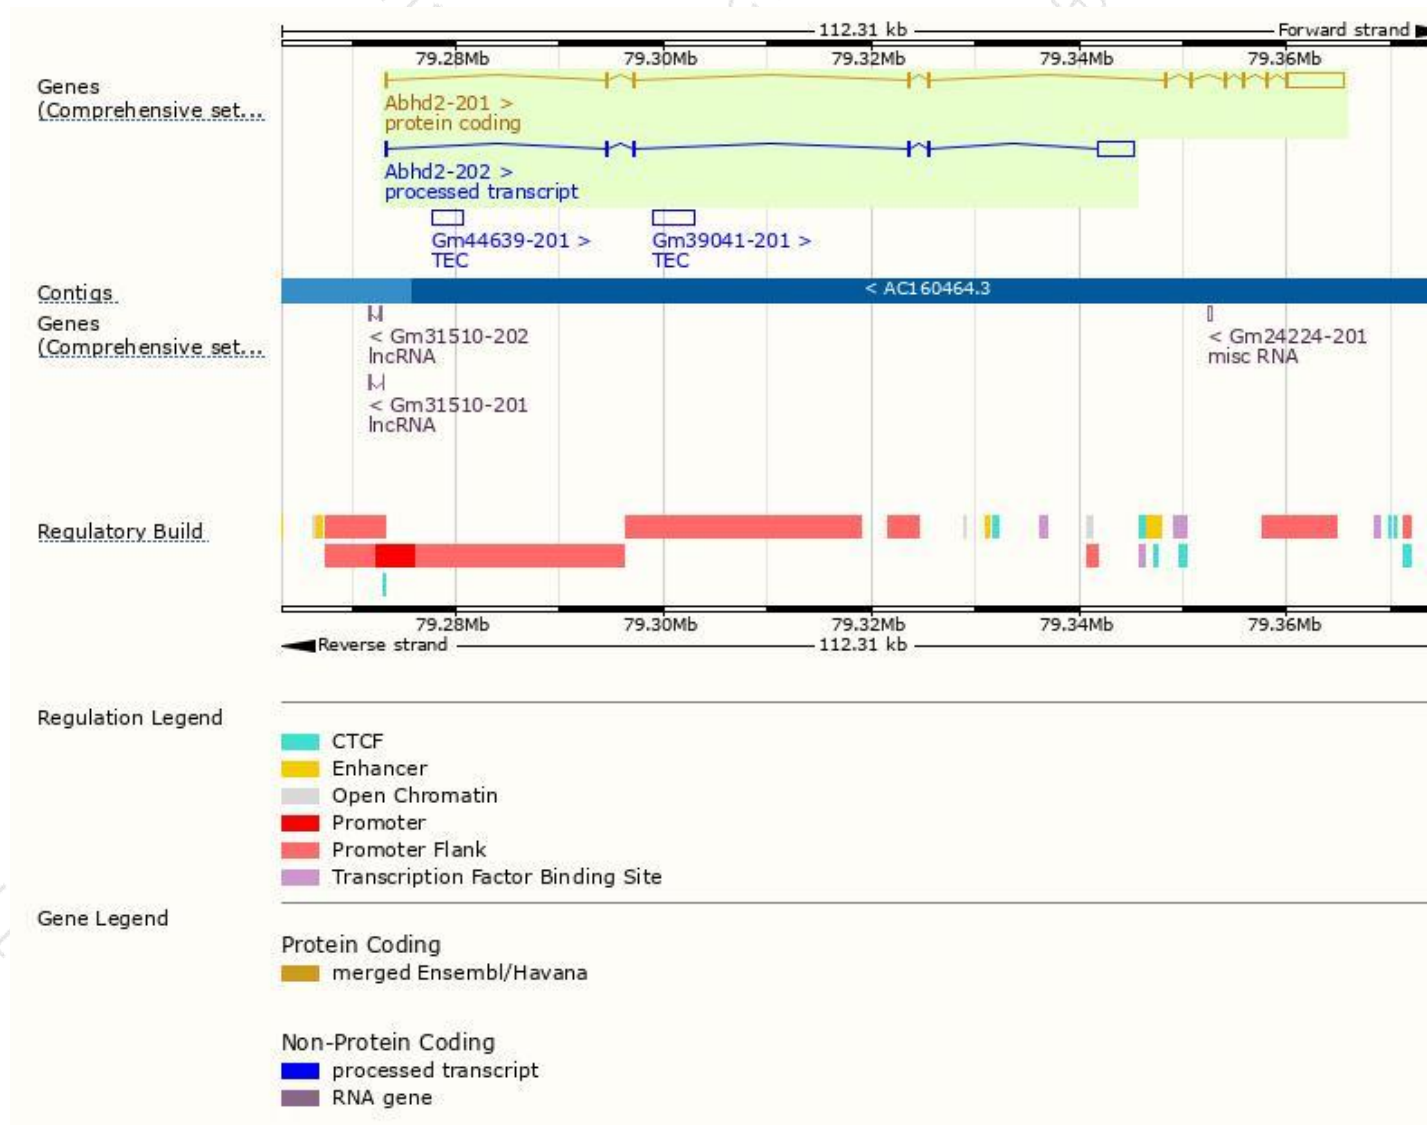 112.31 kb Forward strand
79.28Mb 79.30Mb 79.32Mb 79.34Mb 79.36Mb
Genes
(Comprehensive set...
Abhd2-201 >
protein coding
Abhd2-202 >
processed transcript
Gm44639-201 > Gm39041-201 >
TEC TEC
Contigs < AC160464.3
Genes
(Comprehensive set...
< Gm31510-202 < Gm24224-201
lncRNA misc RNA
< Gm31510-201
lncRNA
Regulatory Build
79.28Mb 79.30Mb 79.32Mb 79.34Mb 79.36Mb
Reverse strand 112.31 kb
Regulation Legend
CTCF
Enhancer
Open Chromatin
Promoter
Promoter Flank
Transcription Factor Binding Site
Gene Legend
Protein Coding
merged Ensembl/Havana
Non-Protein Coding
processed transcript
RNA gene